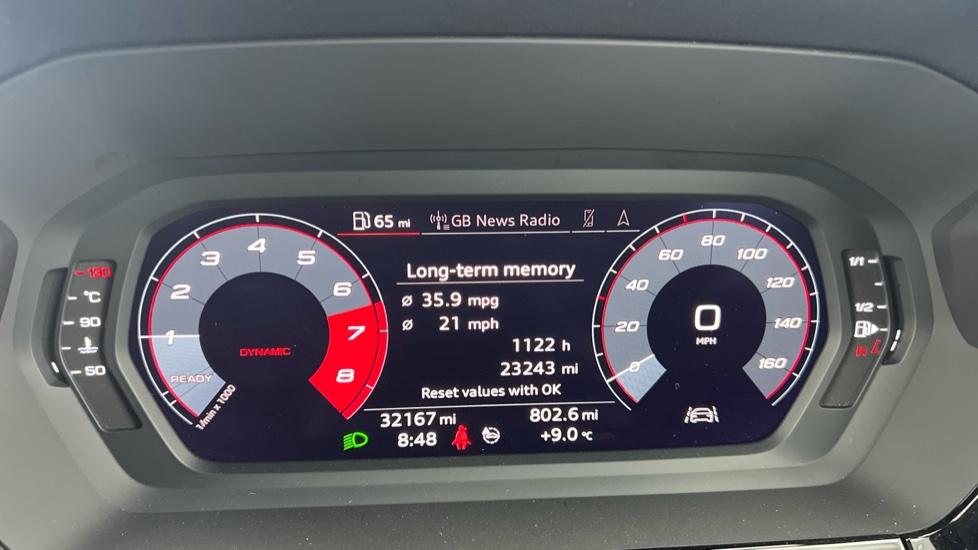 65 mi GB News Radio
Long-term memory
ø 35.9 mpg
ø 21 mph
1122 h
23243 mi
Reset values with OK
32167 mi 802.6 mi
8:48 +9.0 °C
130
°C
90
50
1
2
3
4
5
6
7
8
READY
1/min x 1000
DYNAMIC
0
20
40
60
80
100
120
140
160
0
MPH
1/1
1/2